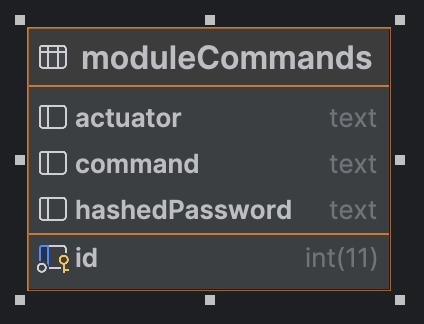 moduleCommands
actuator text
command text
hashedPassword text
id int(11)